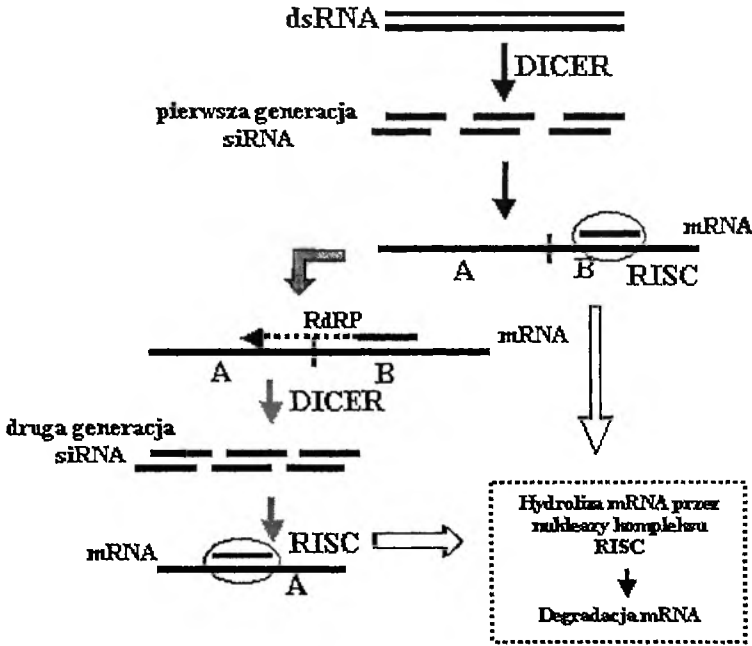 dsRNA
DICER
pierwsza generacja
siRNA
mRNA
A
B
RISC
RdRP
mRNA
A
B
DICER
druga generacja
siRNA
mRNA
RISC
A
Hydroliza mRNA przez
nukleazy kompleksu
RISC
Degradacja mRNA